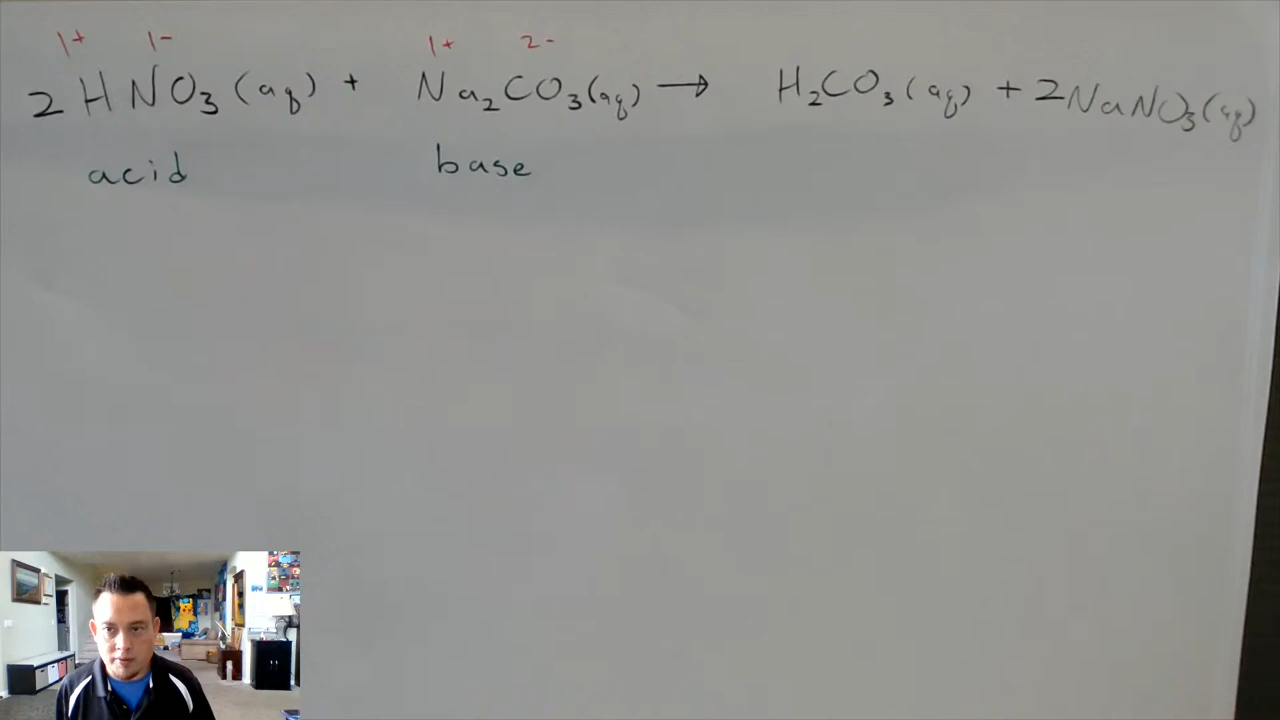 1+ 1- 1+ 2-
2HNO₃(aq) + Na₂CO₃(aq) → H₂CO₃(aq) + 2NaNO₃(aq)
acid base